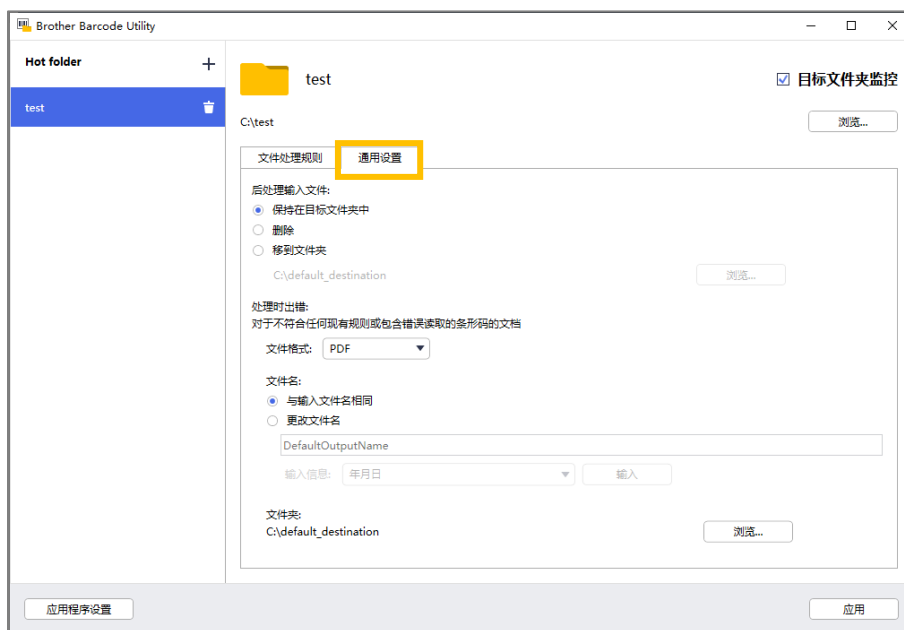 Brother Barcode Utility
Hot folder
test
test
目标文件夹监控
C:\test
浏览...
文件处理规则
通用设置
后处理输入文件:
保持在目标文件夹中
删除
移到文件夹
C:\default_destination
浏览...
处理时出错:
对于不符合任何现有规则或包含错误读取的条形码的文档
文件格式:
PDF
文件名:
与输入文件名相同
更改文件名
DefaultOutputName
输入信息:
年月日
输入
文件夹:
C:\default_destination
浏览...
应用程序设置
应用